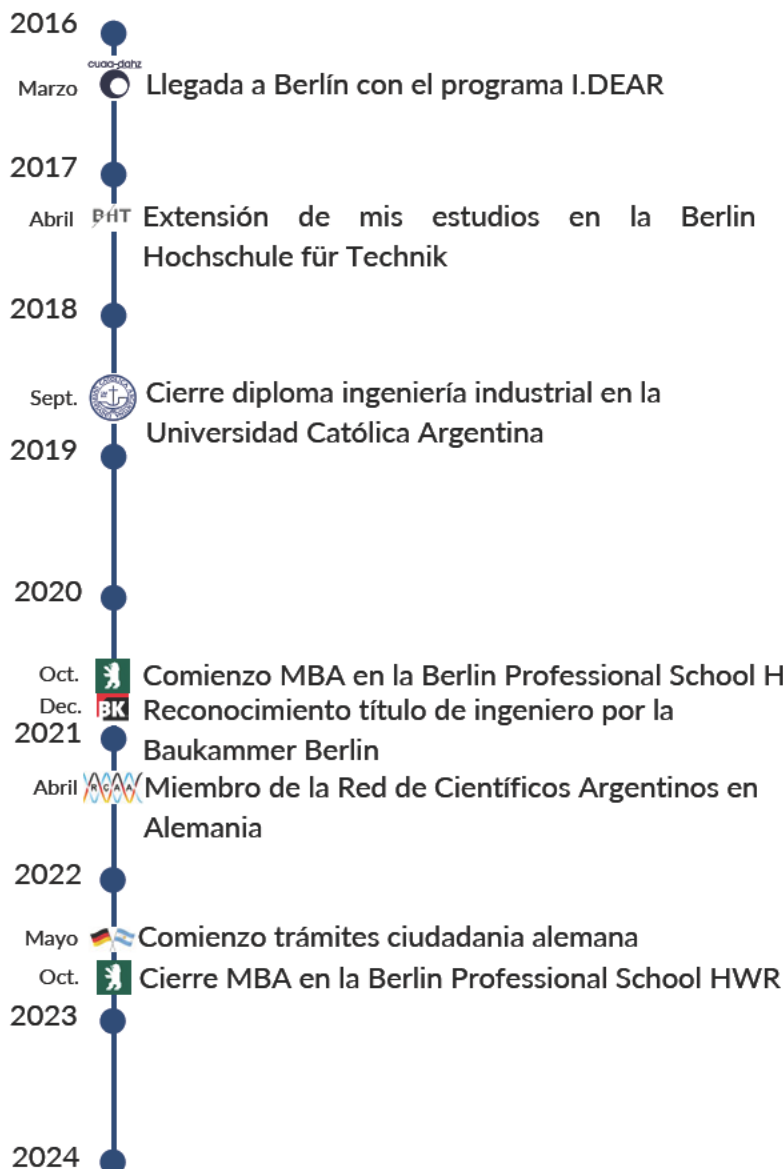 2016
cuaa-dahz
Marzo Llegada a Berlín con el programa I.DEAR
2017
Abril BHT Extensión de mis estudios en la Berlin
Hochschule für Technik
2018
Sept. Cierre diploma ingeniería industrial en la
Universidad Católica Argentina
2019
2020
Oct. Comienzo MBA en la Berlin Professional School H
Dec. BK Reconocimiento título de ingeniero por la
2021
Baukammer Berlin
Abril RCAA Miembro de la Red de Científicos Argentinos en
Alemania
2022
Mayo Comienzo trámites ciudadania alemana
Oct. Cierre MBA en la Berlin Professional School HWR
2023
2024